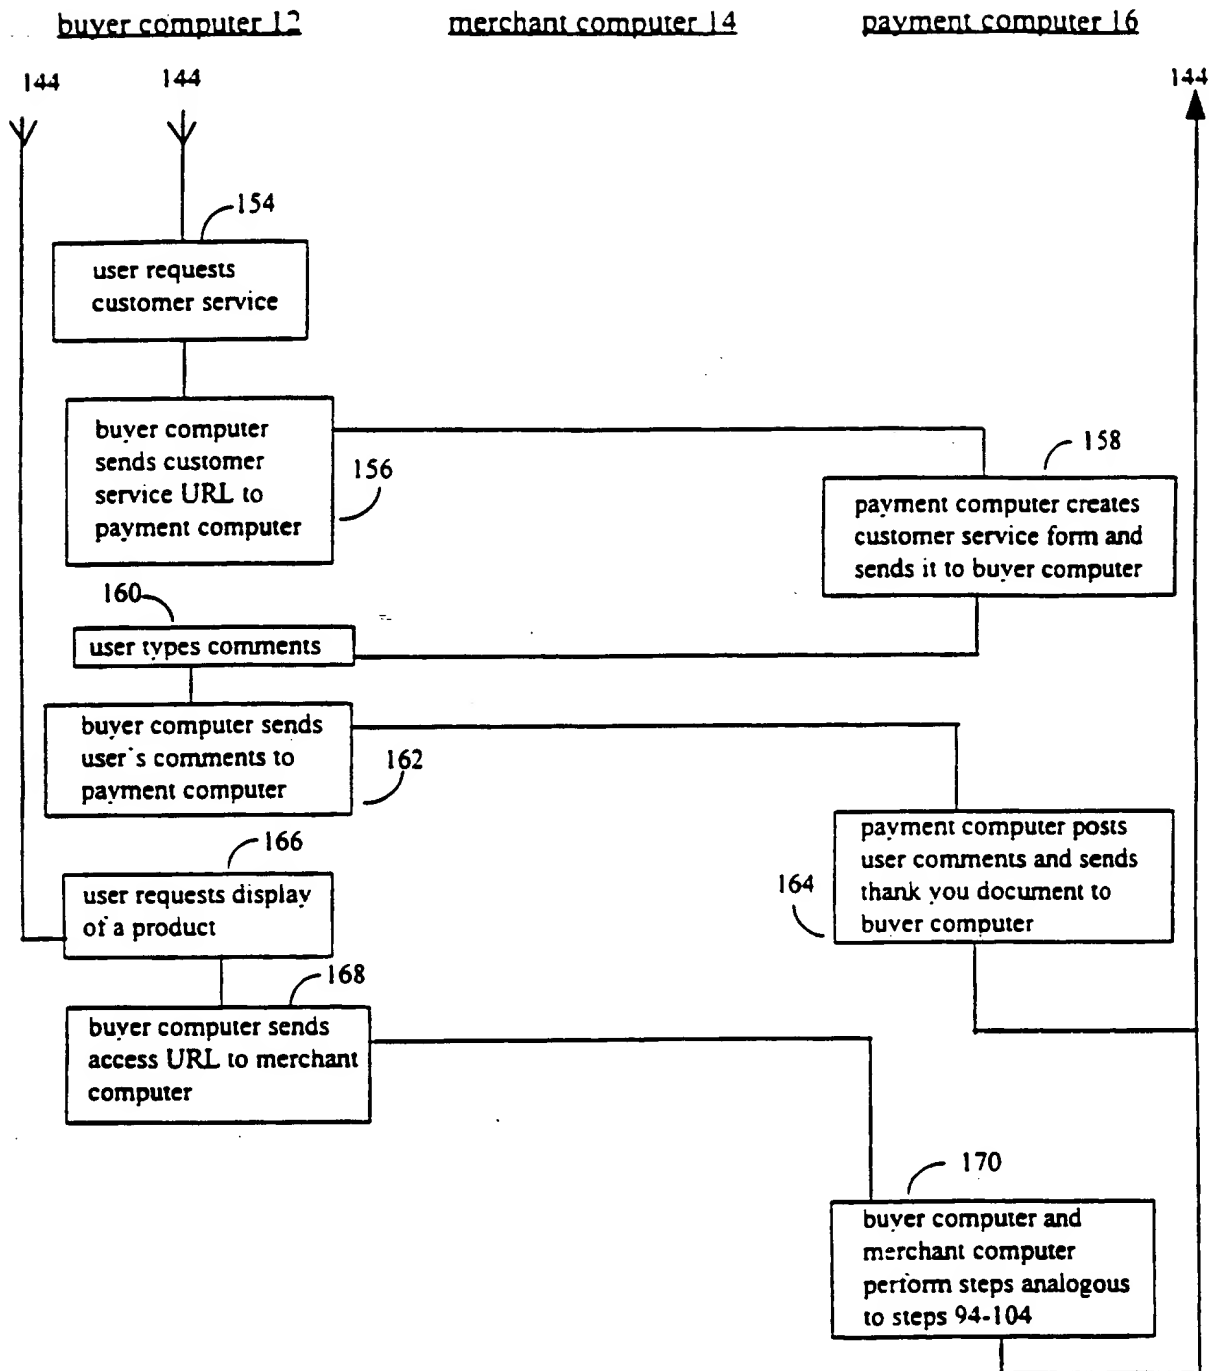 buyer computer 12
merchant computer 14
payment computer 16
144
144
144
154
user requests
customer service
buyer computer
sends customer
service URL to
payment computer
156
158
payment computer creates
customer service form and
sends it to buyer computer
160
user types comments
buyer computer sends
user's comments to
payment computer
162
payment computer posts
user comments and sends
thank you document to
buyer computer
164
166
user requests display
of a product
168
buyer computer sends
access URL to merchant
computer
170
buyer computer and
merchant computer
perform steps analogous
to steps 94-104